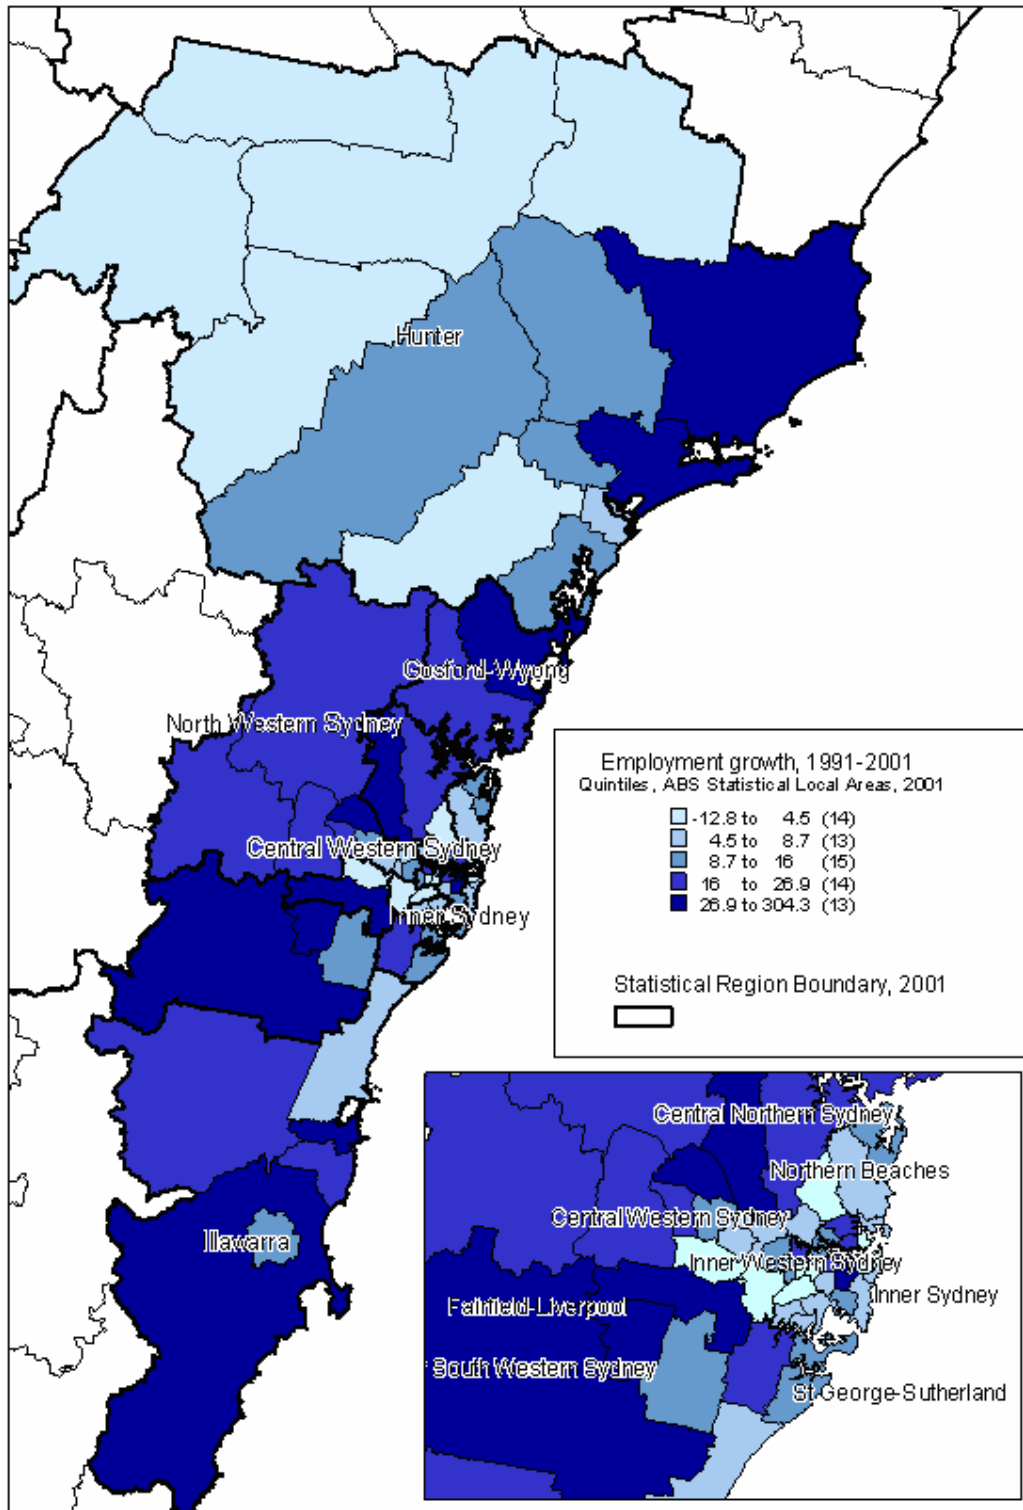 Hunter
Gosford-Wyong
North Western Sydney
Central Western Sydney
Inner Sydney
Illawarra
Employment growth, 1991-2001
Quintiles, ABS Statistical Local Areas, 2001
-12.8 to 4.5 (14)
4.5 to 8.7 (13)
8.7 to 16 (15)
16 to 26.9 (14)
26.9 to 304.3 (13)
Statistical Region Boundary, 2001
Central Northern Sydney
Northern Beaches
Central Western Sydney
Inner Western Sydney
Inner Sydney
Fairfield-Liverpool
South Western Sydney
St George-Sutherland